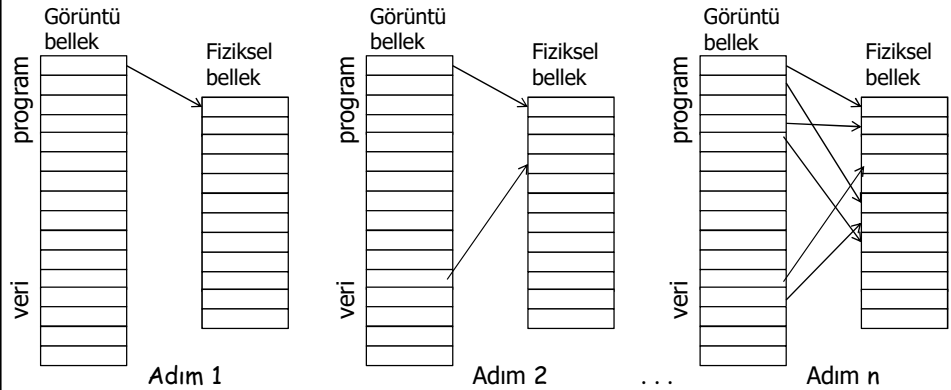 Görüntü
bellek
Fiziksel
bellek
program
veri
Adım 1
Görüntü
bellek
Fiziksel
bellek
program
veri
Adım 2
. . .
Görüntü
bellek
Fiziksel
bellek
program
veri
Adım n